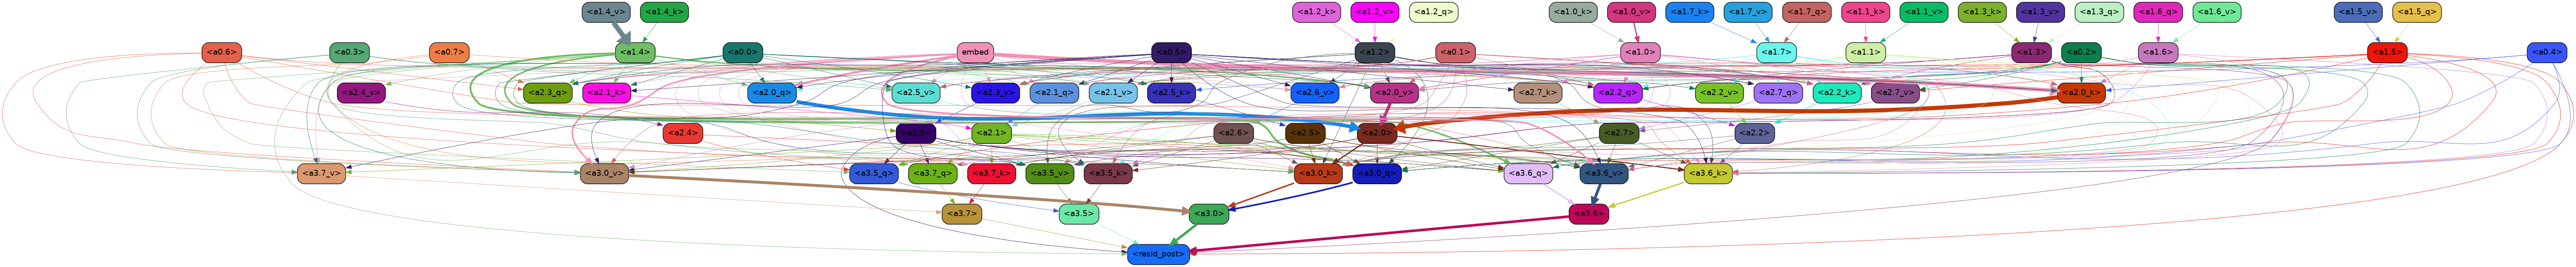 <a1.4_v> <a1.4_k> <a1.2_k> <a1.2_v> <a1.2_q> <a1.0_k> <a1.0_v> <a1.7_k> <a1.7_v> <a1.7_q> <a1.1_k> <a1.1_v> <a1.3_k> <a1.3_v> <a1.3_q> <a1.6_q> <a1.6_v> <a1.5_v> <a1.5_q>
<a0.6> <a0.3> <a0.7> <a1.4> <a0.0> embed <a0.5> <a1.2> <a0.1> <a1.0> <a1.7> <a1.1> <a1.3> <a0.2> <a1.6> <a1.5> <a0.4>
<a2.4_v> <a2.3_q> <a2.1_k> <a2.0_q> <a2.5_v> <a2.3_v> <a2.1_q> <a2.1_v> <a2.5_k> <a2.6_v> <a2.0_v> <a2.7_k> <a2.2_q> <a2.2_v> <a2.7_q> <a2.2_k> <a2.7_v> <a2.0_k>
<a2.4> <a2.3> <a2.1> <a2.6> <a2.5> <a2.0> <a2.7> <a2.2>
<a3.7_v> <a3.0_v> <a3.5_q> <a3.7_q> <a3.7_k> <a3.5_v> <a3.5_k> <a3.0_k> <a3.0_q> <a3.6_q> <a3.6_v> <a3.6_k>
<a3.7> <a3.5> <a3.0> <a3.6>
<resid_post>